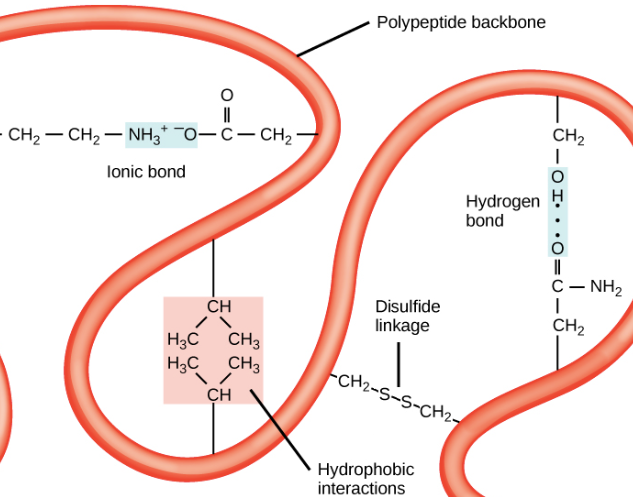 Polypeptide backbone
O
CH₂ — CH₂ — NH₃⁺ ⁻O — C — CH₂
Ionic bond
CH₂
O
H
Hydrogen
bond
O
C — NH₂
CH₂
CH
H₃C CH₃
H₃C CH₃
CH
Disulfide
linkage
CH₂ S S CH₂
Hydrophobic
interactions